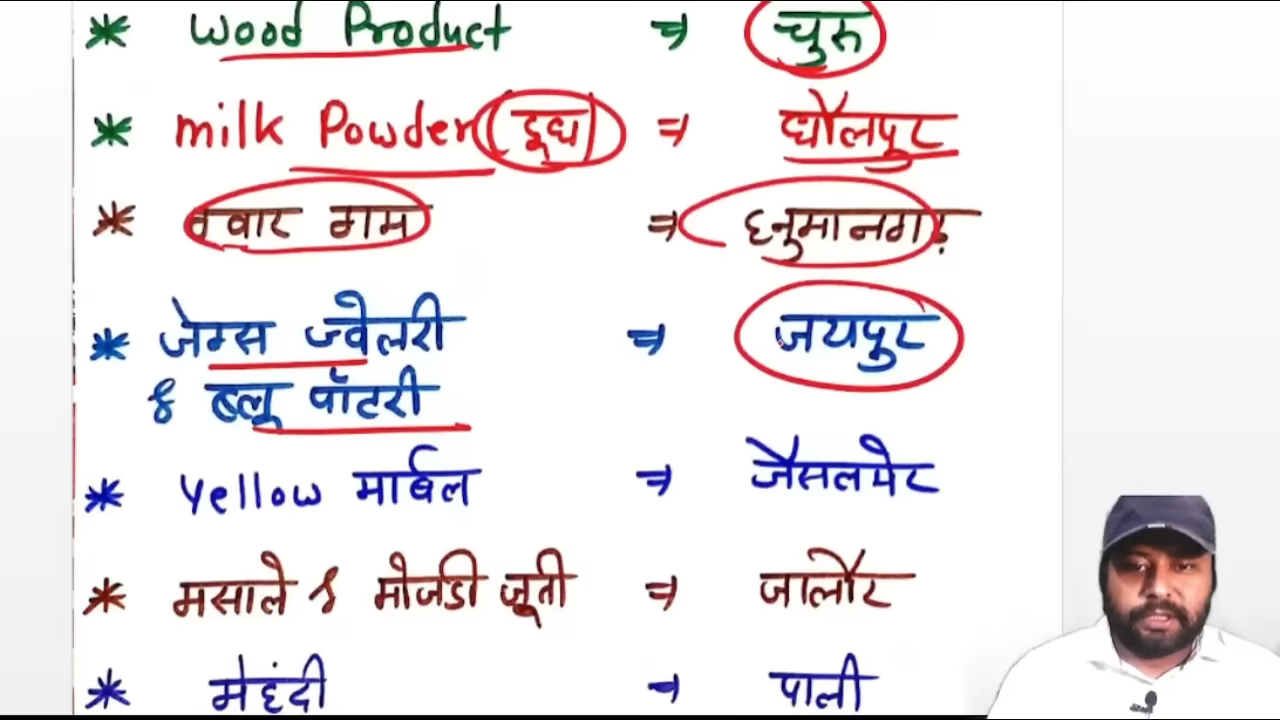 * Wood Product ⇒ चुरु
* milk Powder (दूध) ⇒ धौलपुर
* ग्वार गम ⇒ हनुमानगढ़
* जेम्स ज्वेलरी ⇒ जयपुर
& ब्लू पॉटरी
* Yellow मार्बल ⇒ जैसलमेर
* मसाले & मोजडी जूती ⇒ जालौर
* मेहंदी ⇒ पाली